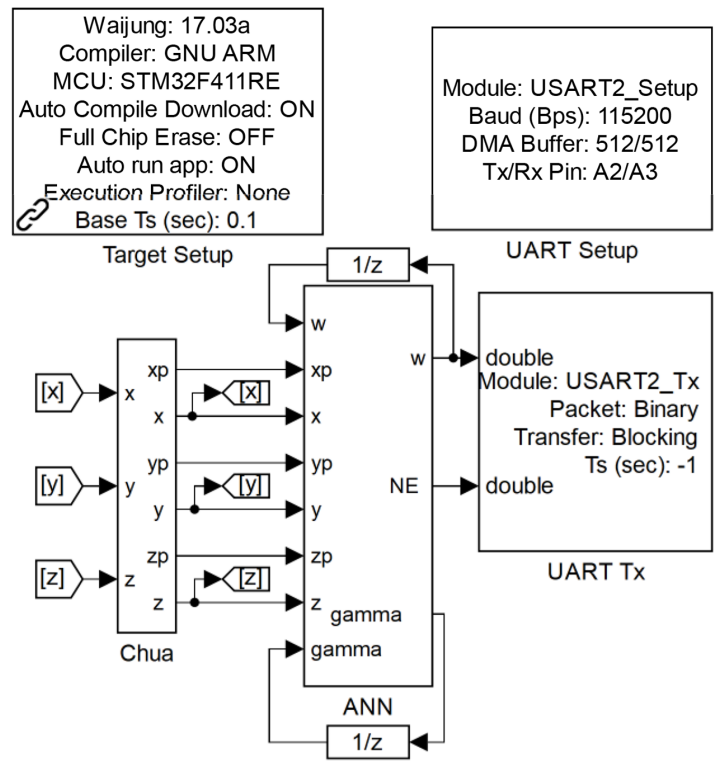 Waijung: 17.03a
Compiler: GNU ARM
MCU: STM32F411RE
Auto Compile Download: ON
Full Chip Erase: OFF
Auto run app: ON
Execution Profiler: None
Base Ts (sec): 0.1
Target Setup
Module: USART2_Setup
Baud (Bps): 115200
DMA Buffer: 512/512
Tx/Rx Pin: A2/A3
UART Setup
1/z
[x]
[y]
[z]
x
y
z
xp
x
yp
y
zp
z
Chua
[x]
[y]
[z]
w
xp
x
yp
y
zp
z
gamma
w
NE
gamma
ANN
1/z
double
Module: USART2_Tx
Packet: Binary
Transfer: Blocking
Ts (sec): -1
double
UART Tx